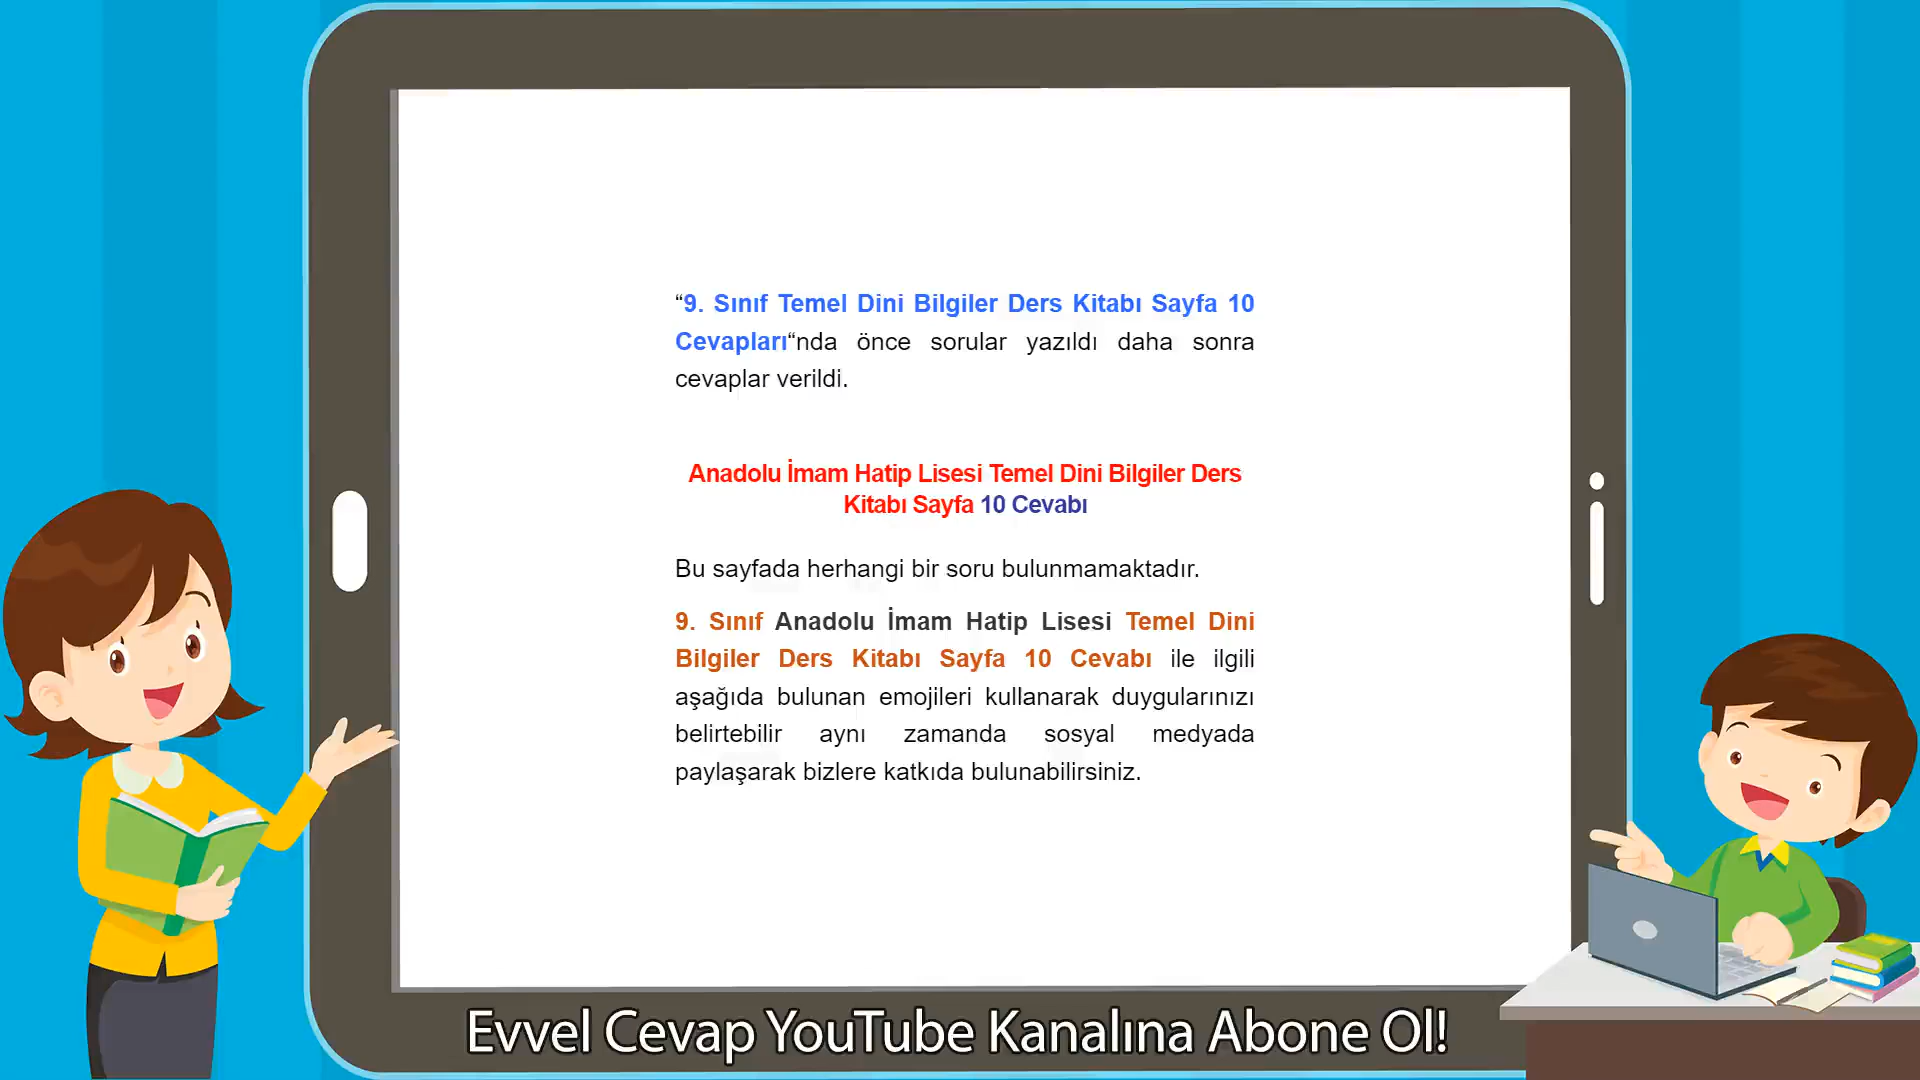 “9. Sınıf Temel Dini Bilgiler Ders Kitabı Sayfa 10
Cevapları“nda önce sorular yazıldı daha sonra
cevaplar verildi.
Anadolu İmam Hatip Lisesi Temel Dini Bilgiler Ders
Kitabı Sayfa 10 Cevabı
Bu sayfada herhangi bir soru bulunmamaktadır.
9. Sınıf Anadolu İmam Hatip Lisesi Temel Dini
Bilgiler Ders Kitabı Sayfa 10 Cevabı ile ilgili
aşağıda bulunan emojileri kullanarak duygularınızı
belirtebilir aynı zamanda sosyal medyada
paylaşarak bizlere katkıda bulunabilirsiniz.
Evvel Cevap YouTube Kanalına Abone Ol!